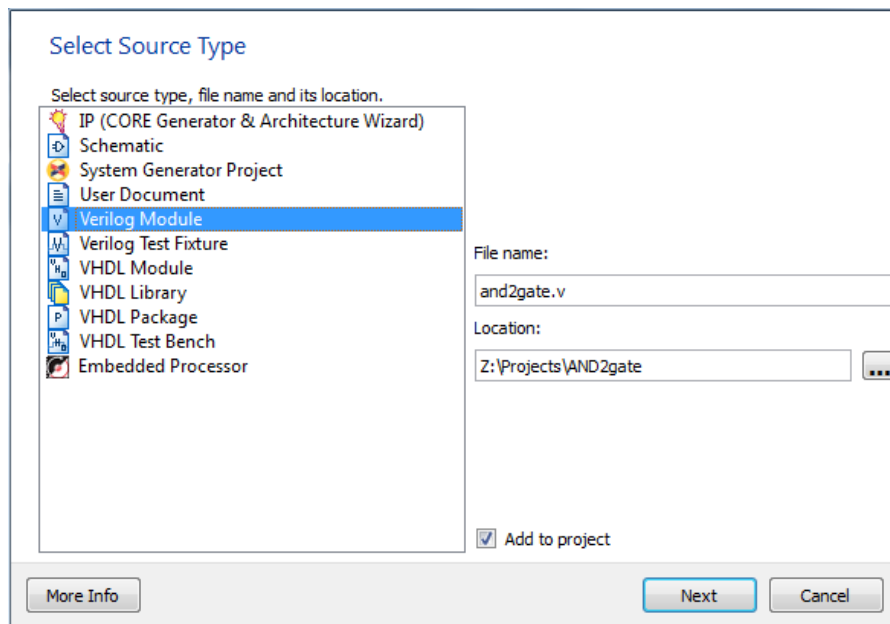 Select Source Type
Select source type, file name and its location.
IP (CORE Generator & Architecture Wizard)
Schematic
System Generator Project
User Document
Verilog Module
Verilog Test Fixture
VHDL Module
VHDL Library
VHDL Package
VHDL Test Bench
Embedded Processor
File name:
and2gate.v
Location:
Z:\Projects\AND2gate
...
Add to project
More Info
Next
Cancel